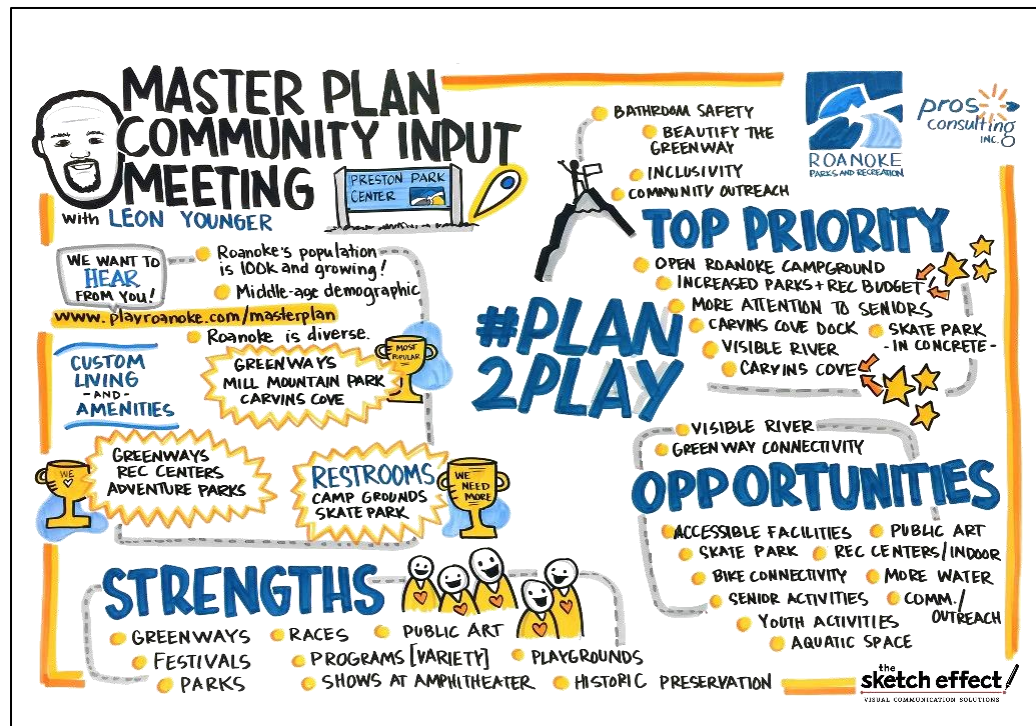 MASTER PLAN
COMMUNITY INPUT
MEETING
with LEON YOUNGER
PRESTON PARK
CENTER
WE WANT TO
HEAR
FROM YOU!
Roanoke's population
is 100K and growing!
Middle-age demographic
www.playroanoke.com/masterplan
Roanoke is diverse.
CUSTOM
LIVING
-AND-
AMENITIES
GREENWAYS
MILL MOUNTAIN PARK
CARVINS COVE
MOST
POPULAR
WE
GREENWAYS
REC CENTERS
ADVENTURE PARKS
RESTROOMS
CAMP GROUNDS
SKATE PARK
WE
NEED
MORE
STRENGTHS
GREENWAYS
RACES
PUBLIC ART
FESTIVALS
PROGRAMS [VARIETY]
PLAYGROUNDS
PARKS
SHOWS AT AMPHITHEATER
HISTORIC PRESERVATION
#PLAN
2PLAY
BATHROOM SAFETY
BEAUTIFY THE
GREENWAY
INCLUSIVITY
COMMUNITY OUTREACH
TOP PRIORITY
OPEN ROANOKE CAMPGROUND
INCREASED PARKS + REC BUDGET
MORE ATTENTION TO SENIORS
CARVINS COVE DOCK
SKATE PARK
-IN CONCRETE-
VISIBLE RIVER
CARVINS COVE
VISIBLE RIVER
GREENWAY CONNECTIVITY
OPPORTUNITIES
ACCESSIBLE FACILITIES
PUBLIC ART
SKATE PARK
REC CENTERS/INDOOR
BIKE CONNECTIVITY
MORE WATER
SENIOR ACTIVITIES
COMM./
OUTREACH
YOUTH ACTIVITIES
AQUATIC SPACE
ROANOKE
PARKS AND RECREATION
pros
consulting
INC.
the
sketch effect
VISUAL COMMUNICATION SOLUTIONS